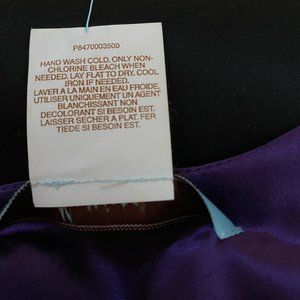 P8470003500
HAND WASH COLD. ONLY NON-
CHLORINE BLEACH WHEN
NEEDED. LAY FLAT TO DRY. COOL
IRON IF NEEDED.
LAVER A LA MAIN EN EAU FROIDE.
UTILISER UNIQUEMENT UN AGENT
BLANCHISSANT NON
DECOLORANT SI BESOIN EST.
LAISSER SECHER A PLAT. FER
TIEDE SI BESOIN EST.